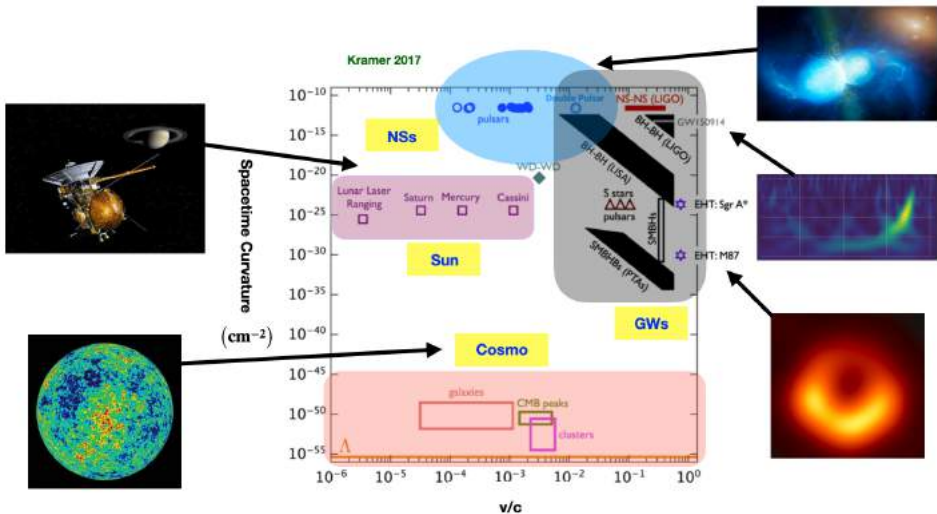 Kramer 2017
10⁻¹⁰
10⁻¹⁵
10⁻²⁰
10⁻²⁵
10⁻³⁰
10⁻³⁵
10⁻⁴⁰
10⁻⁴⁵
10⁻⁵⁰
10⁻⁵⁵
Spacetime Curvature
(cm⁻²)
Double Pulsar
pulsars
NS-NS (LIGO)
GW150914
BH-BH (LIGO)
BH-BH (LISA)
NSs
WD-WD
Lunar Laser
Ranging
Saturn
Mercury
Cassini
S stars
pulsars
EHT: Sgr A*
SMBHs
SMBHBs (PTAs)
EHT: M87
Sun
GWs
Cosmo
galaxies
CMB peaks
clusters
Λ
10⁻⁶
10⁻⁵
10⁻⁴
10⁻³
10⁻²
10⁻¹
10⁰
v/c